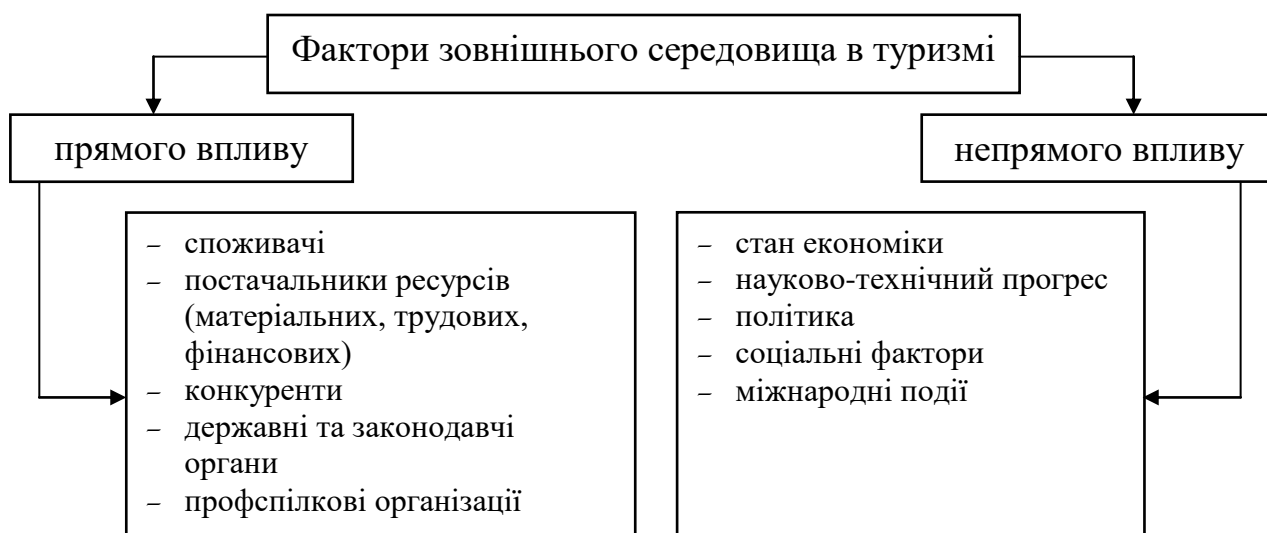 Фактори зовнішнього середовища в туризмі
прямого впливу
непрямого впливу
– споживачі
– постачальники ресурсів
(матеріальних, трудових,
фінансових)
– конкуренти
– державні та законодавчі
органи
– профспілкові організації
– стан економіки
– науково-технічний прогрес
– політика
– соціальні фактори
– міжнародні події